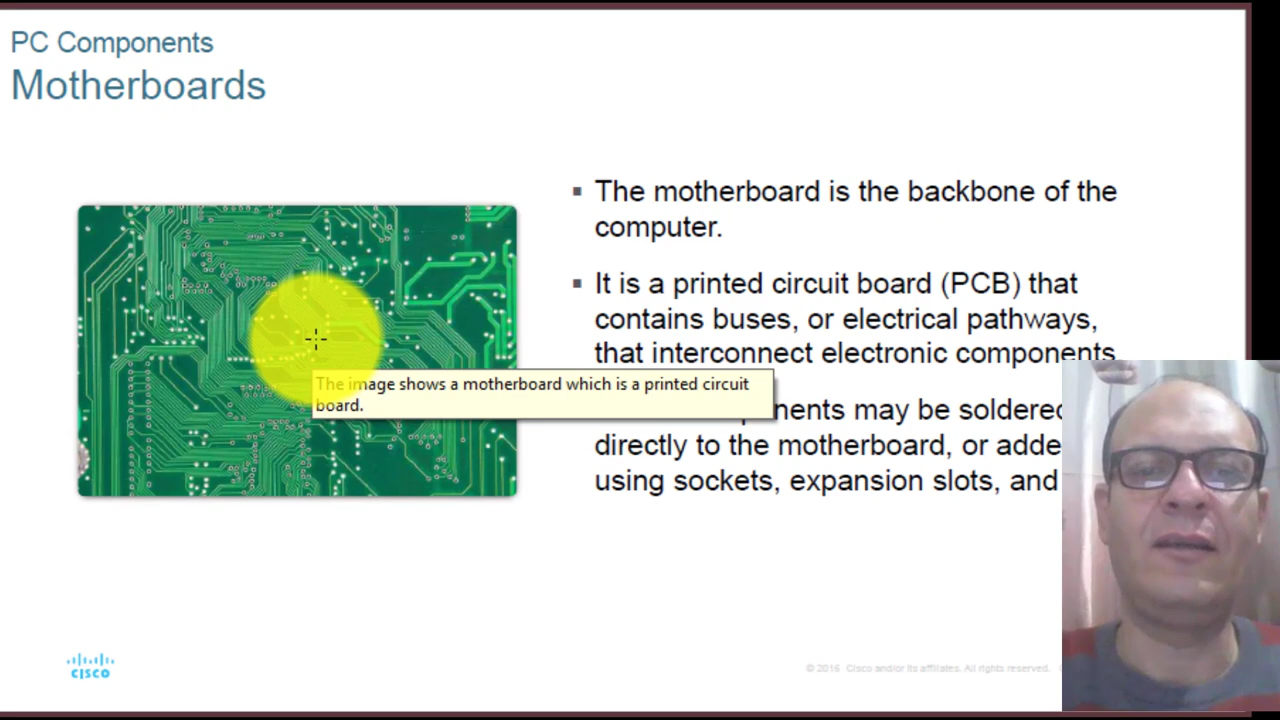 PC Components
Motherboards
▪ The motherboard is the backbone of the
computer.
▪ It is a printed circuit board (PCB) that
contains buses, or electrical pathways,
that interconnect electronic components
The image shows a motherboard which is a printed circuit
board.
may be soldered
directly to the motherboard, or
using sockets, expansion slots, and
CISCO
© 2016 Cisco and/or its affiliates. All rights reserved.